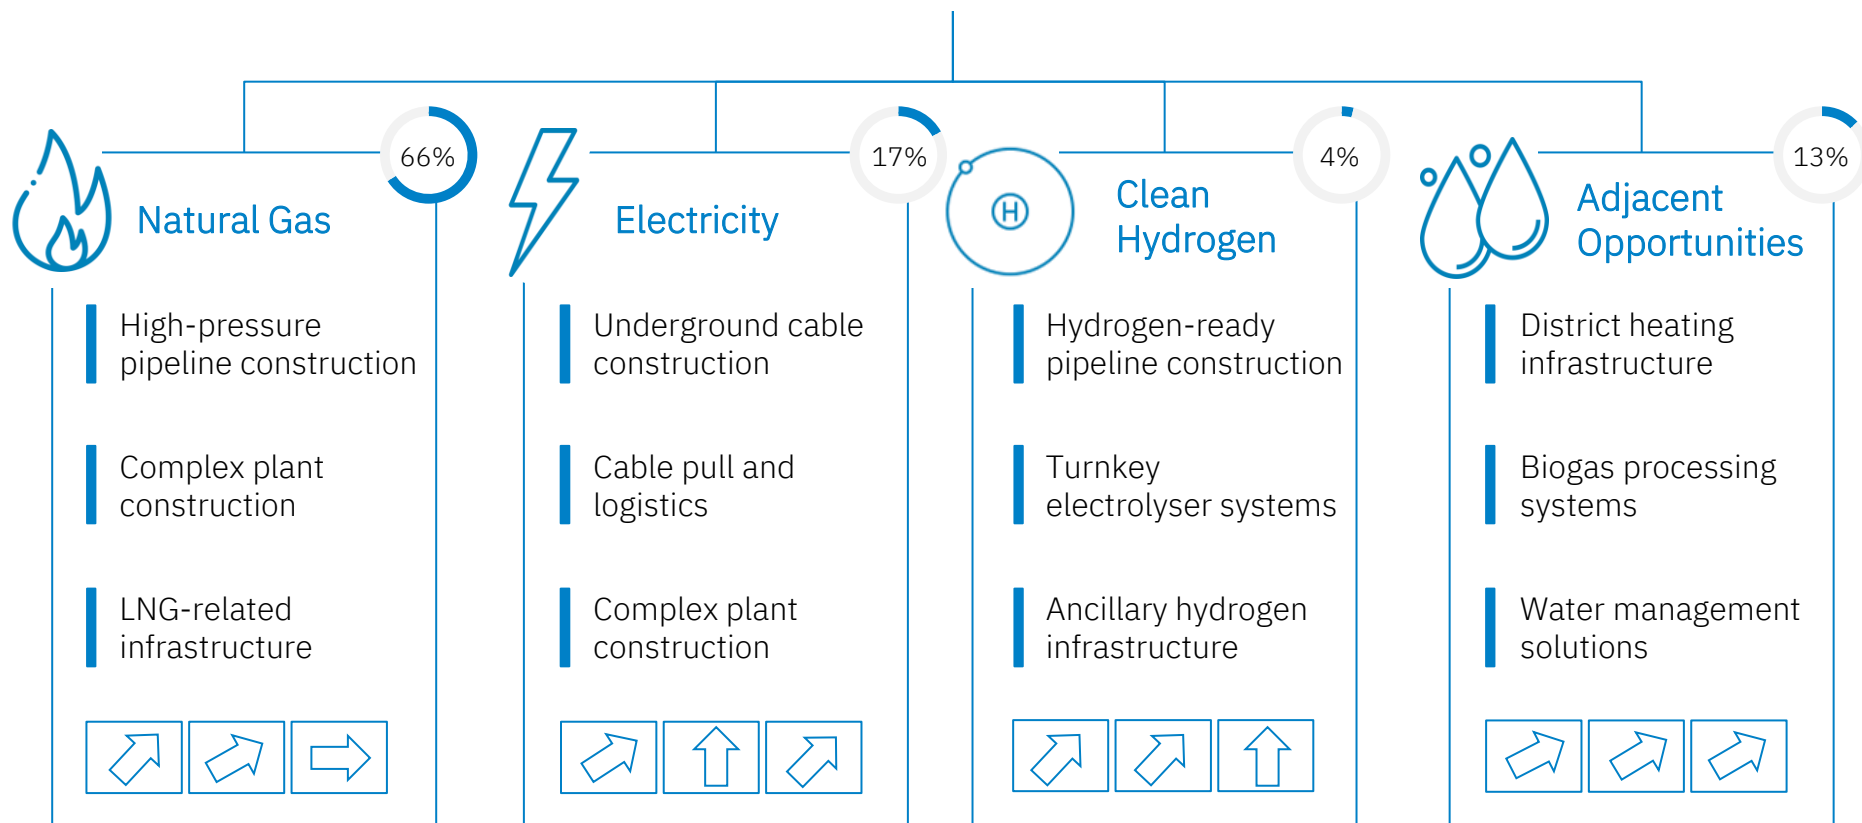 66%
Natural Gas
High-pressure
pipeline construction
Complex plant
construction
LNG-related
infrastructure
17%
Electricity
Underground cable
construction
Cable pull and
logistics
Complex plant
construction
4%
H
Clean
Hydrogen
Hydrogen-ready
pipeline construction
Turnkey
electrolyser systems
Ancillary hydrogen
infrastructure
13%
Adjacent
Opportunities
District heating
infrastructure
Biogas processing
systems
Water management
solutions